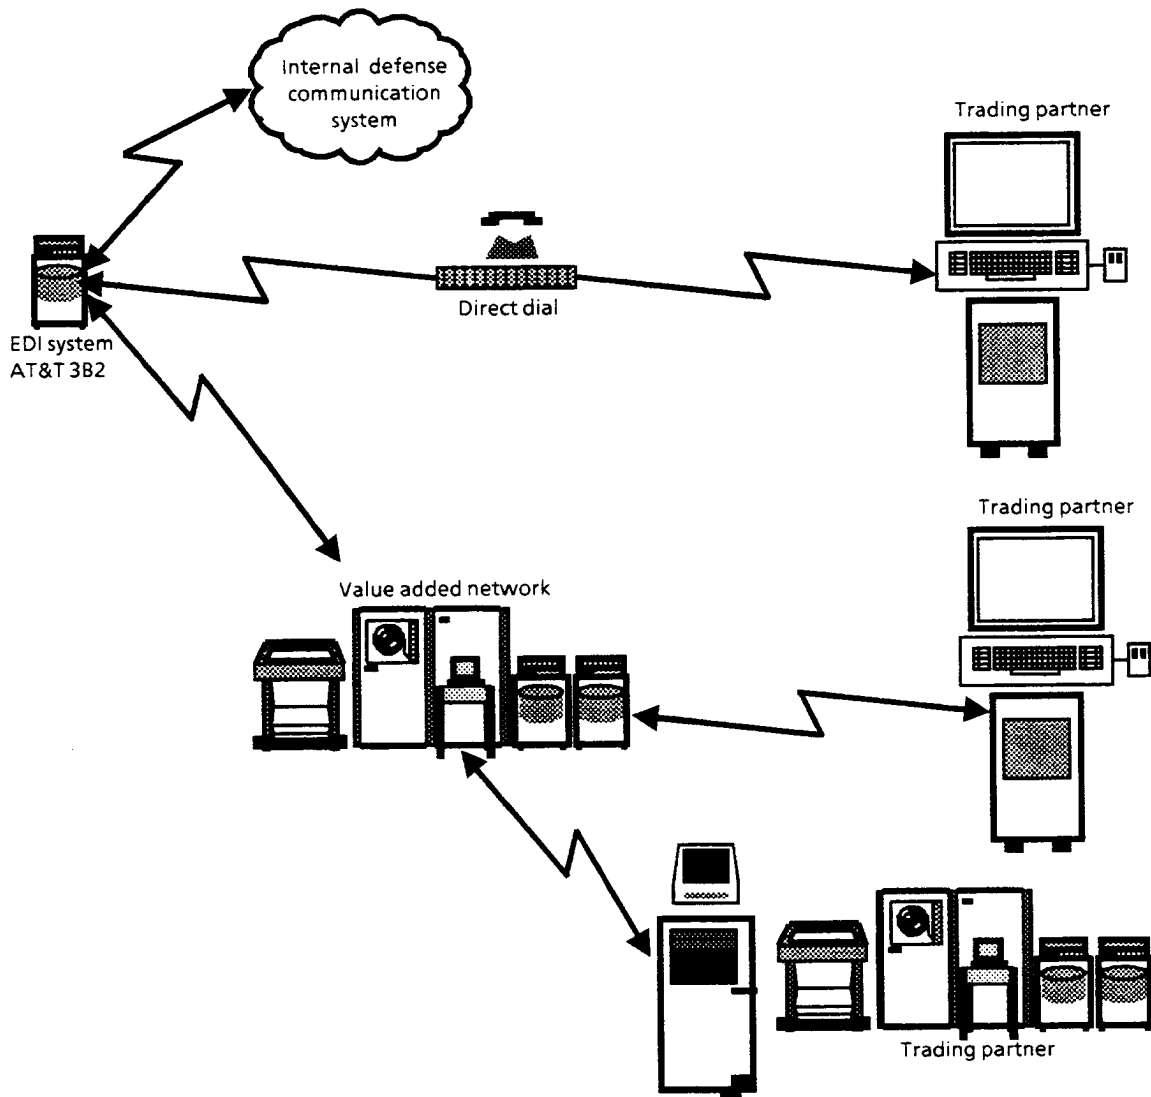 Internal defense
communication
system
Trading partner
Direct dial
EDI system
AT&T 3B2
Trading partner
Value added network
Trading partner